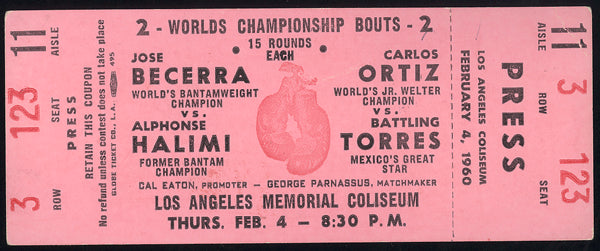 11 AISLE
123 SEAT
3 ROW
PRESS
RETAIN THIS COUPON
No refund unless contest does not take place
GLOBE TICKET CO., L. A. 495
2 - WORLDS CHAMPIONSHIP BOUTS - 2
15 ROUNDS
EACH
JOSE
BECERRA
WORLD'S BANTAMWEIGHT
CHAMPION
VS.
ALPHONSE
HALIMI
FORMER BANTAM
CHAMPION
CARLOS
ORTIZ
WORLD'S JR. WELTER
CHAMPION
VS.
BATTLING
TORRES
MEXICO'S GREAT
STAR
CAL EATON, PROMOTER - GEORGE PARNASSUS, MATCHMAKER
LOS ANGELES MEMORIAL COLISEUM
THURS. FEB. 4 - 8:30 P.M.
LOS ANGELES COLISEUM
FEBRUARY 4, 1960
PRESS
11 AISLE
3 ROW
123 SEAT